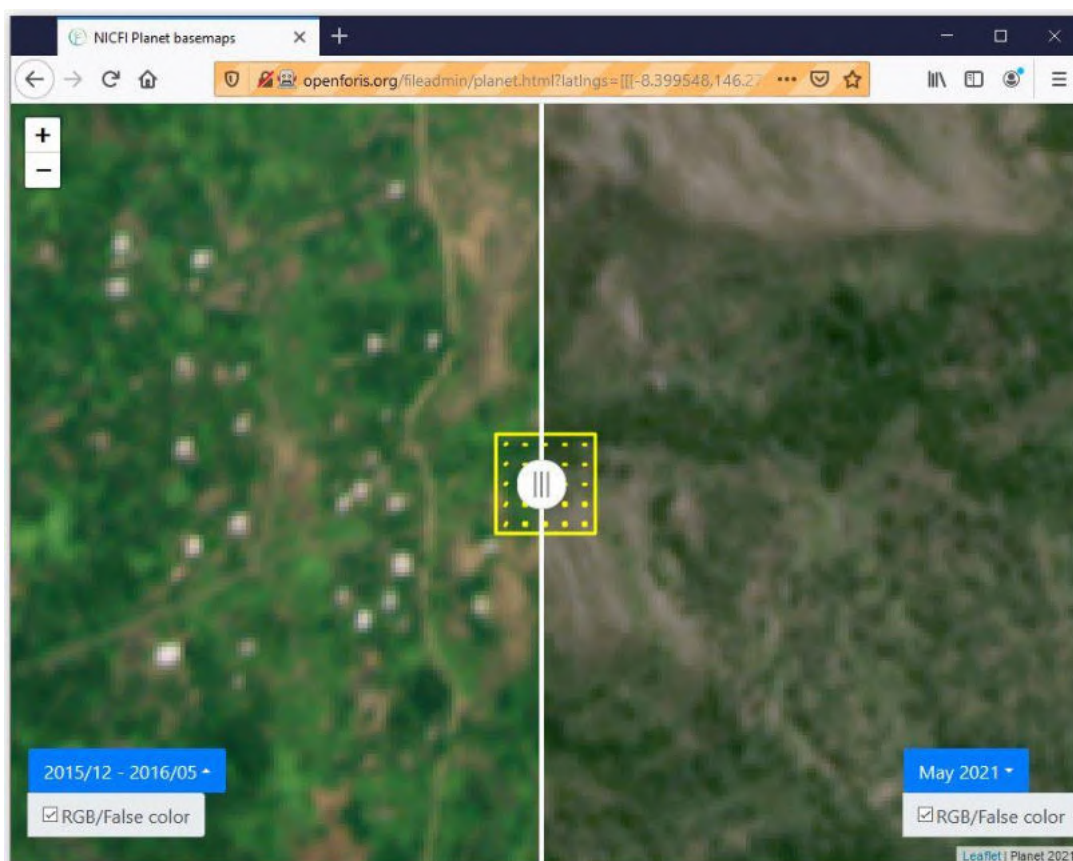 NICFI Planet basemaps
openforis.org/fileadmin/planet.html?latlngs=[[[-8.399548,146.27
+
−
2015/12 - 2016/05
RGB/False color
May 2021
RGB/False color
Leaflet | Planet 2021